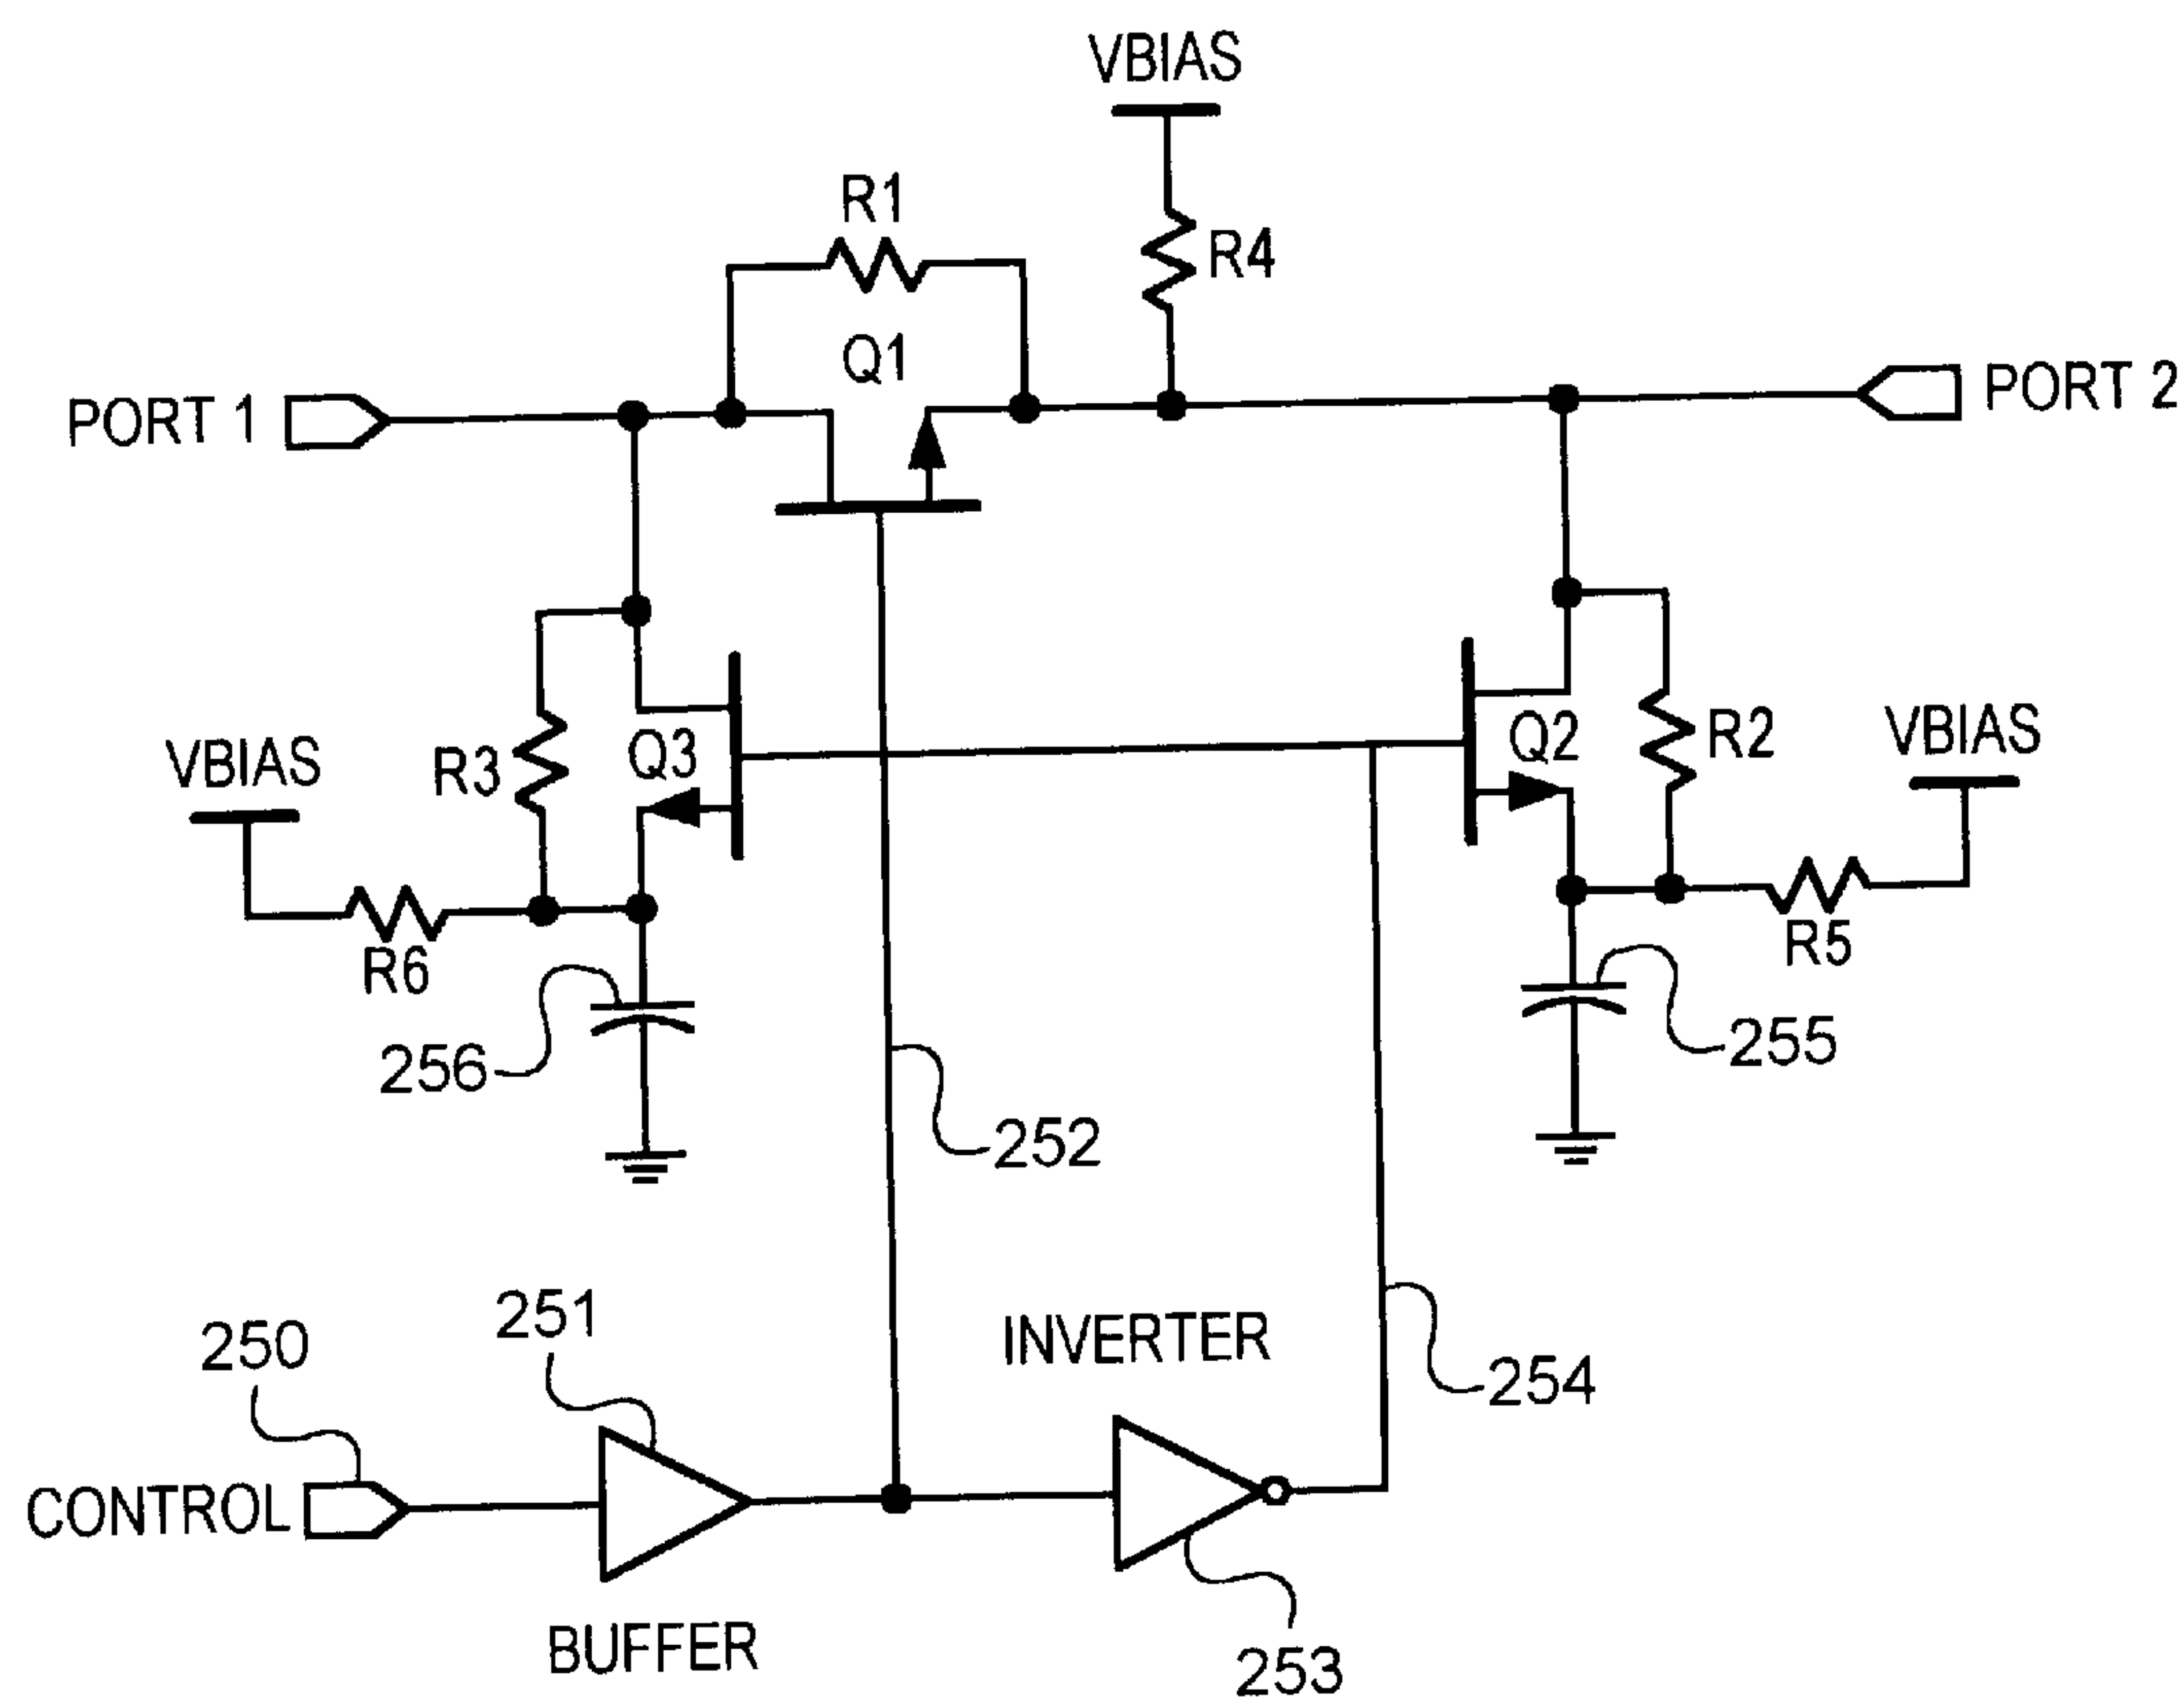 VBIAS
R1
R4
Q1
PORT 1
PORT 2
VBIAS
R3
Q3
Q2
R2
VBIAS
R6
R5
256
255
252
250
251
INVERTER
254
CONTROL
BUFFER
253